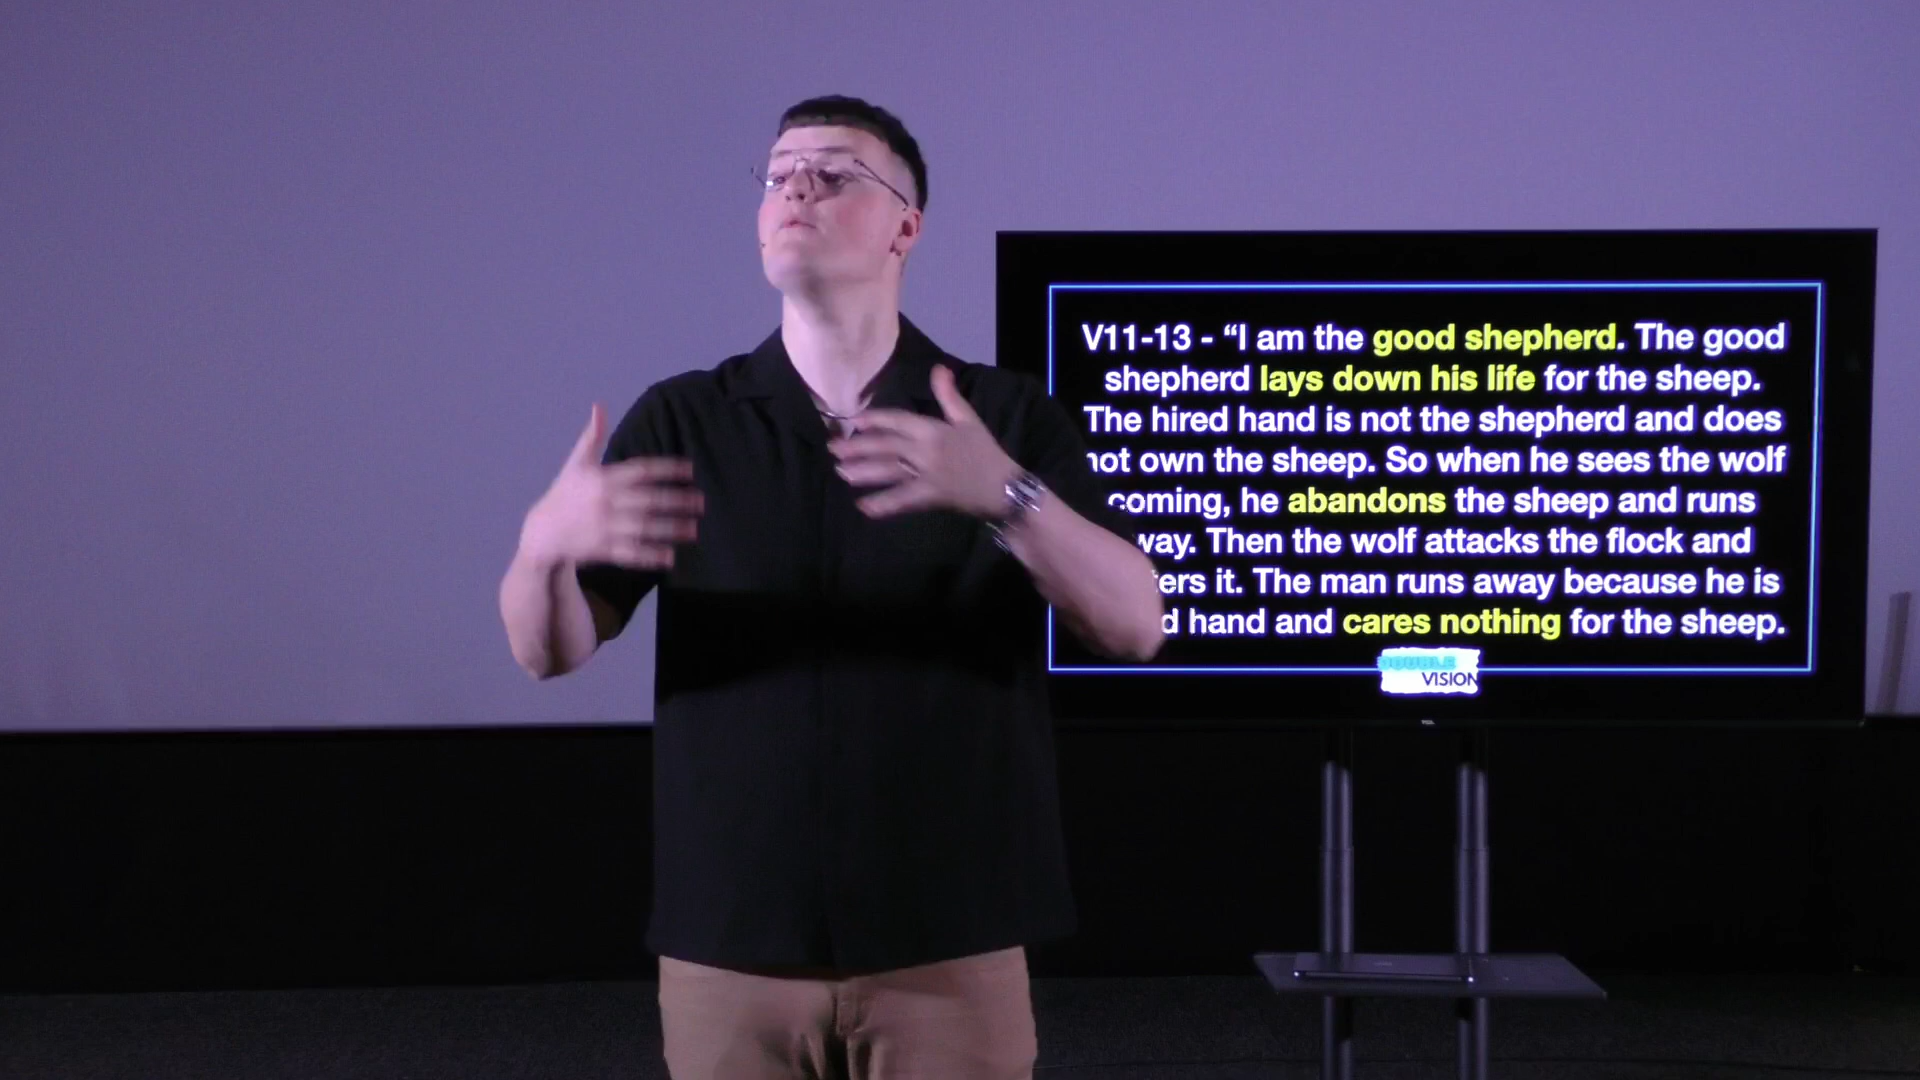 V11-13 - “I am the good shepherd. The good
shepherd lays down his life for the sheep.
The hired hand is not the shepherd and does
not own the sheep. So when he sees the wolf
coming, he abandons the sheep and runs
way. Then the wolf attacks the flock and
ters it. The man runs away because he is
d hand and cares nothing for the sheep.
DOUBLE
VISION
TCL